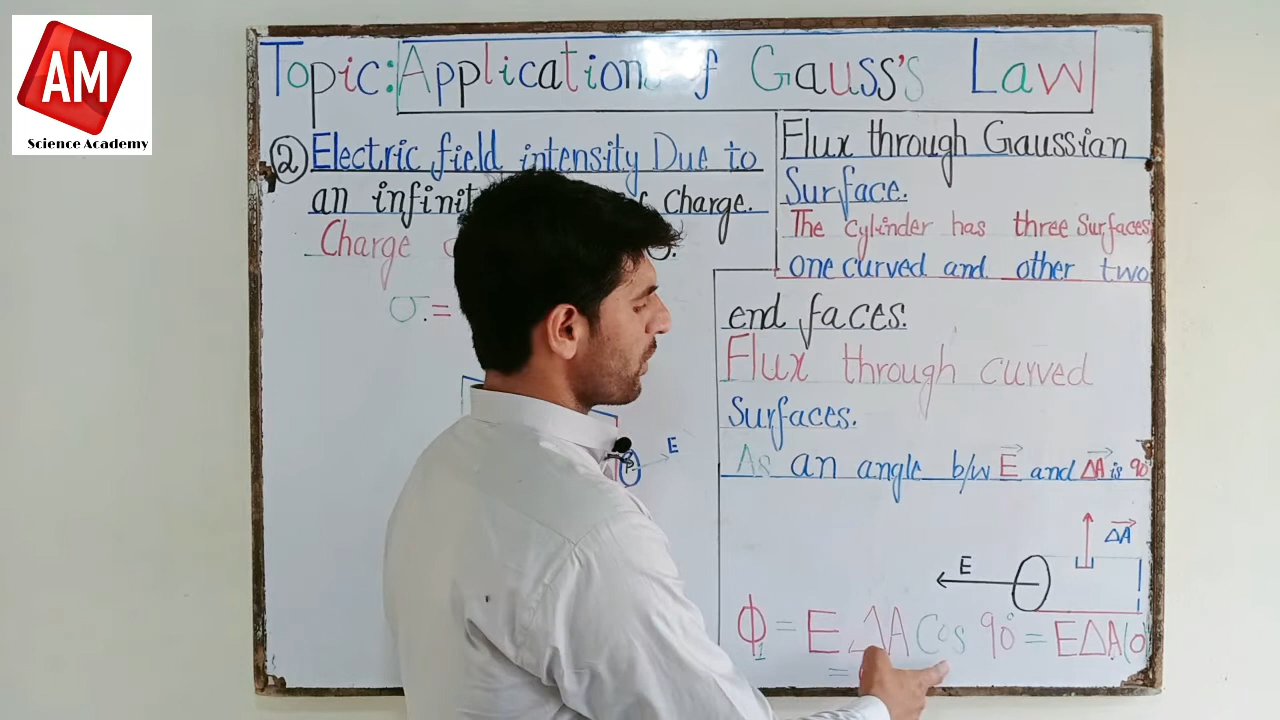 AM
Science Academy
Topic: Application of Gauss's Law
② Electric field intensity Due to
an infinit Charge.
Charge
σ =
E
P
Flux through Gaussian
Surface.
The cylinder has three Surfaces
one curved and other two
end faces.
Flux through curved
Surfaces.
As an angle b/w E⃗ and ΔA⃗ is 90°
ΔA⃗
E
Φ₁ = E ΔA Cos 90° = EΔA(0)
=